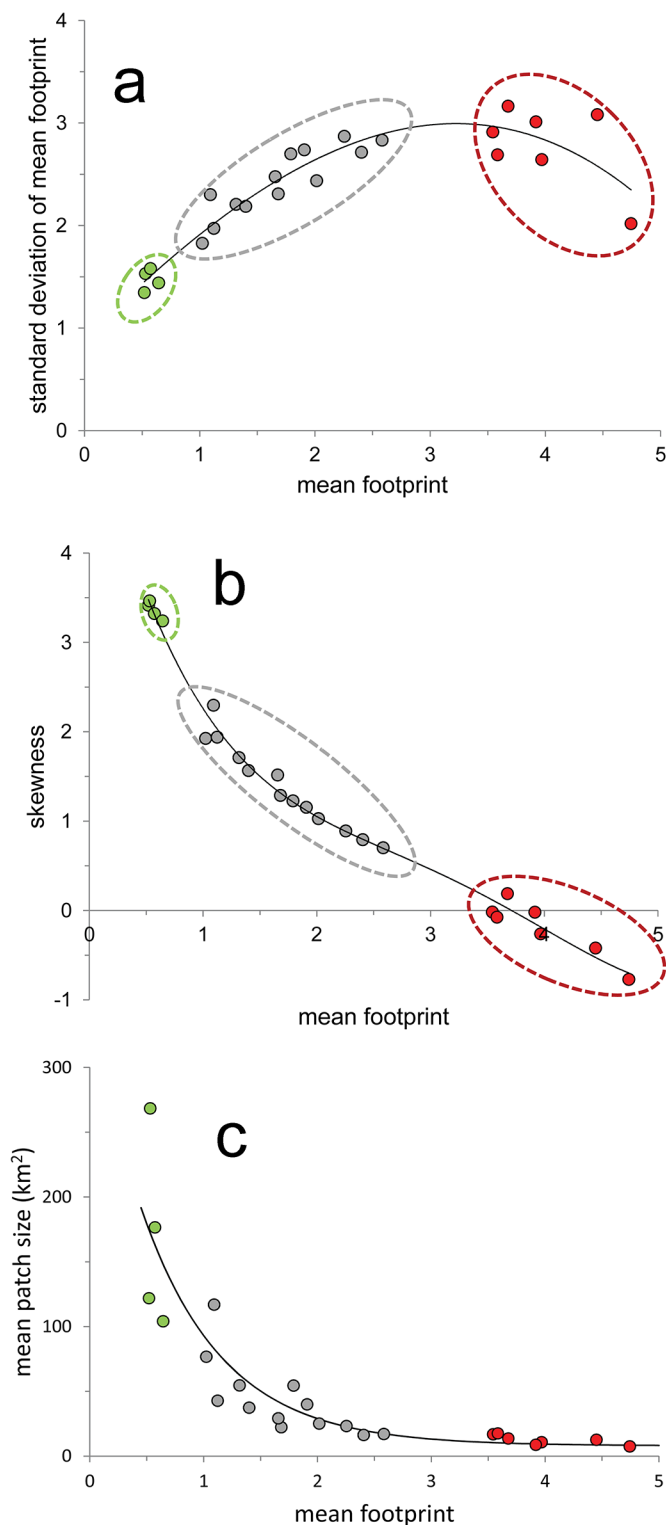 4
a
3
2
1
0
standard deviation of mean footprint
0 1 2 3 4 5
mean footprint
4
b
3
2
1
0
-1
skewness
0 1 2 3 4 5
mean footprint
300
c
200
100
0
mean patch size (km²)
0 1 2 3 4 5
mean footprint